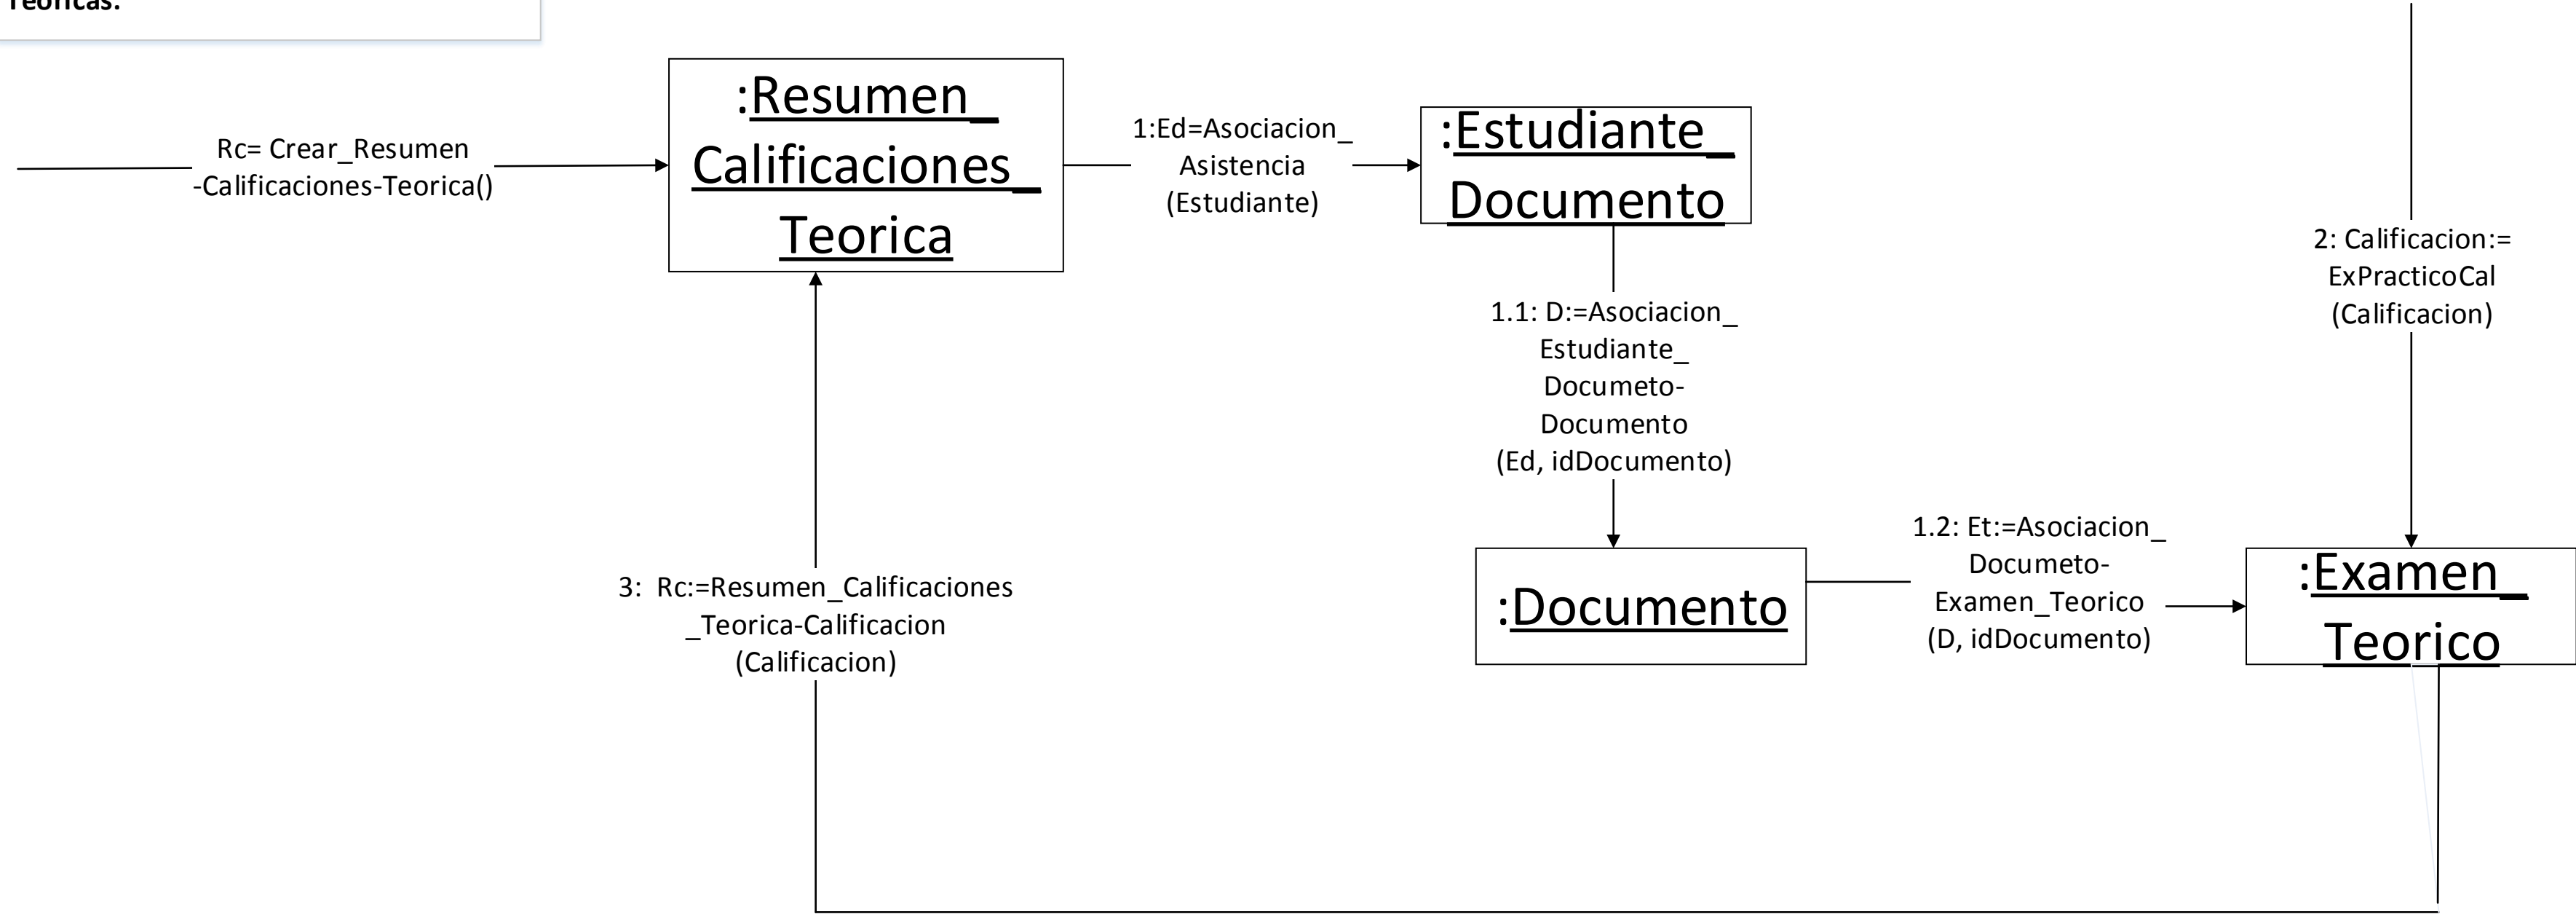 Teóricas.
:Resumen_
Calificaciones_
Teorica
Rc= Crear_Resumen
-Calificaciones-Teorica()
1:Ed=Asociacion_
Asistencia
(Estudiante)
:Estudiante_
Documento
2: Calificacion:=
ExPracticoCal
(Calificacion)
1.1: D:=Asociacion_
Estudiante_
Documeto-
Documento
(Ed, idDocumento)
3:  Rc:=Resumen_Calificaciones
_Teorica-Calificacion
(Calificacion)
:Documento
1.2: Et:=Asociacion_
Documeto-
Examen_Teorico
(D, idDocumento)
:Examen_
Teorico